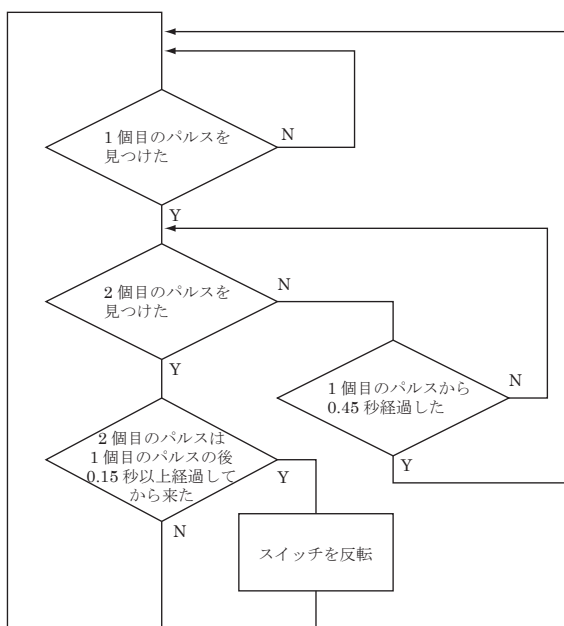 1 個目のパルスを
見つけた
N
Y
2 個目のパルスを
見つけた
N
Y
1 個目のパルスから
0.45 秒経過した
N
Y
2 個目のパルスは
1 個目のパルスの後
0.15 秒以上経過して
から来た
Y
N
スイッチを反転